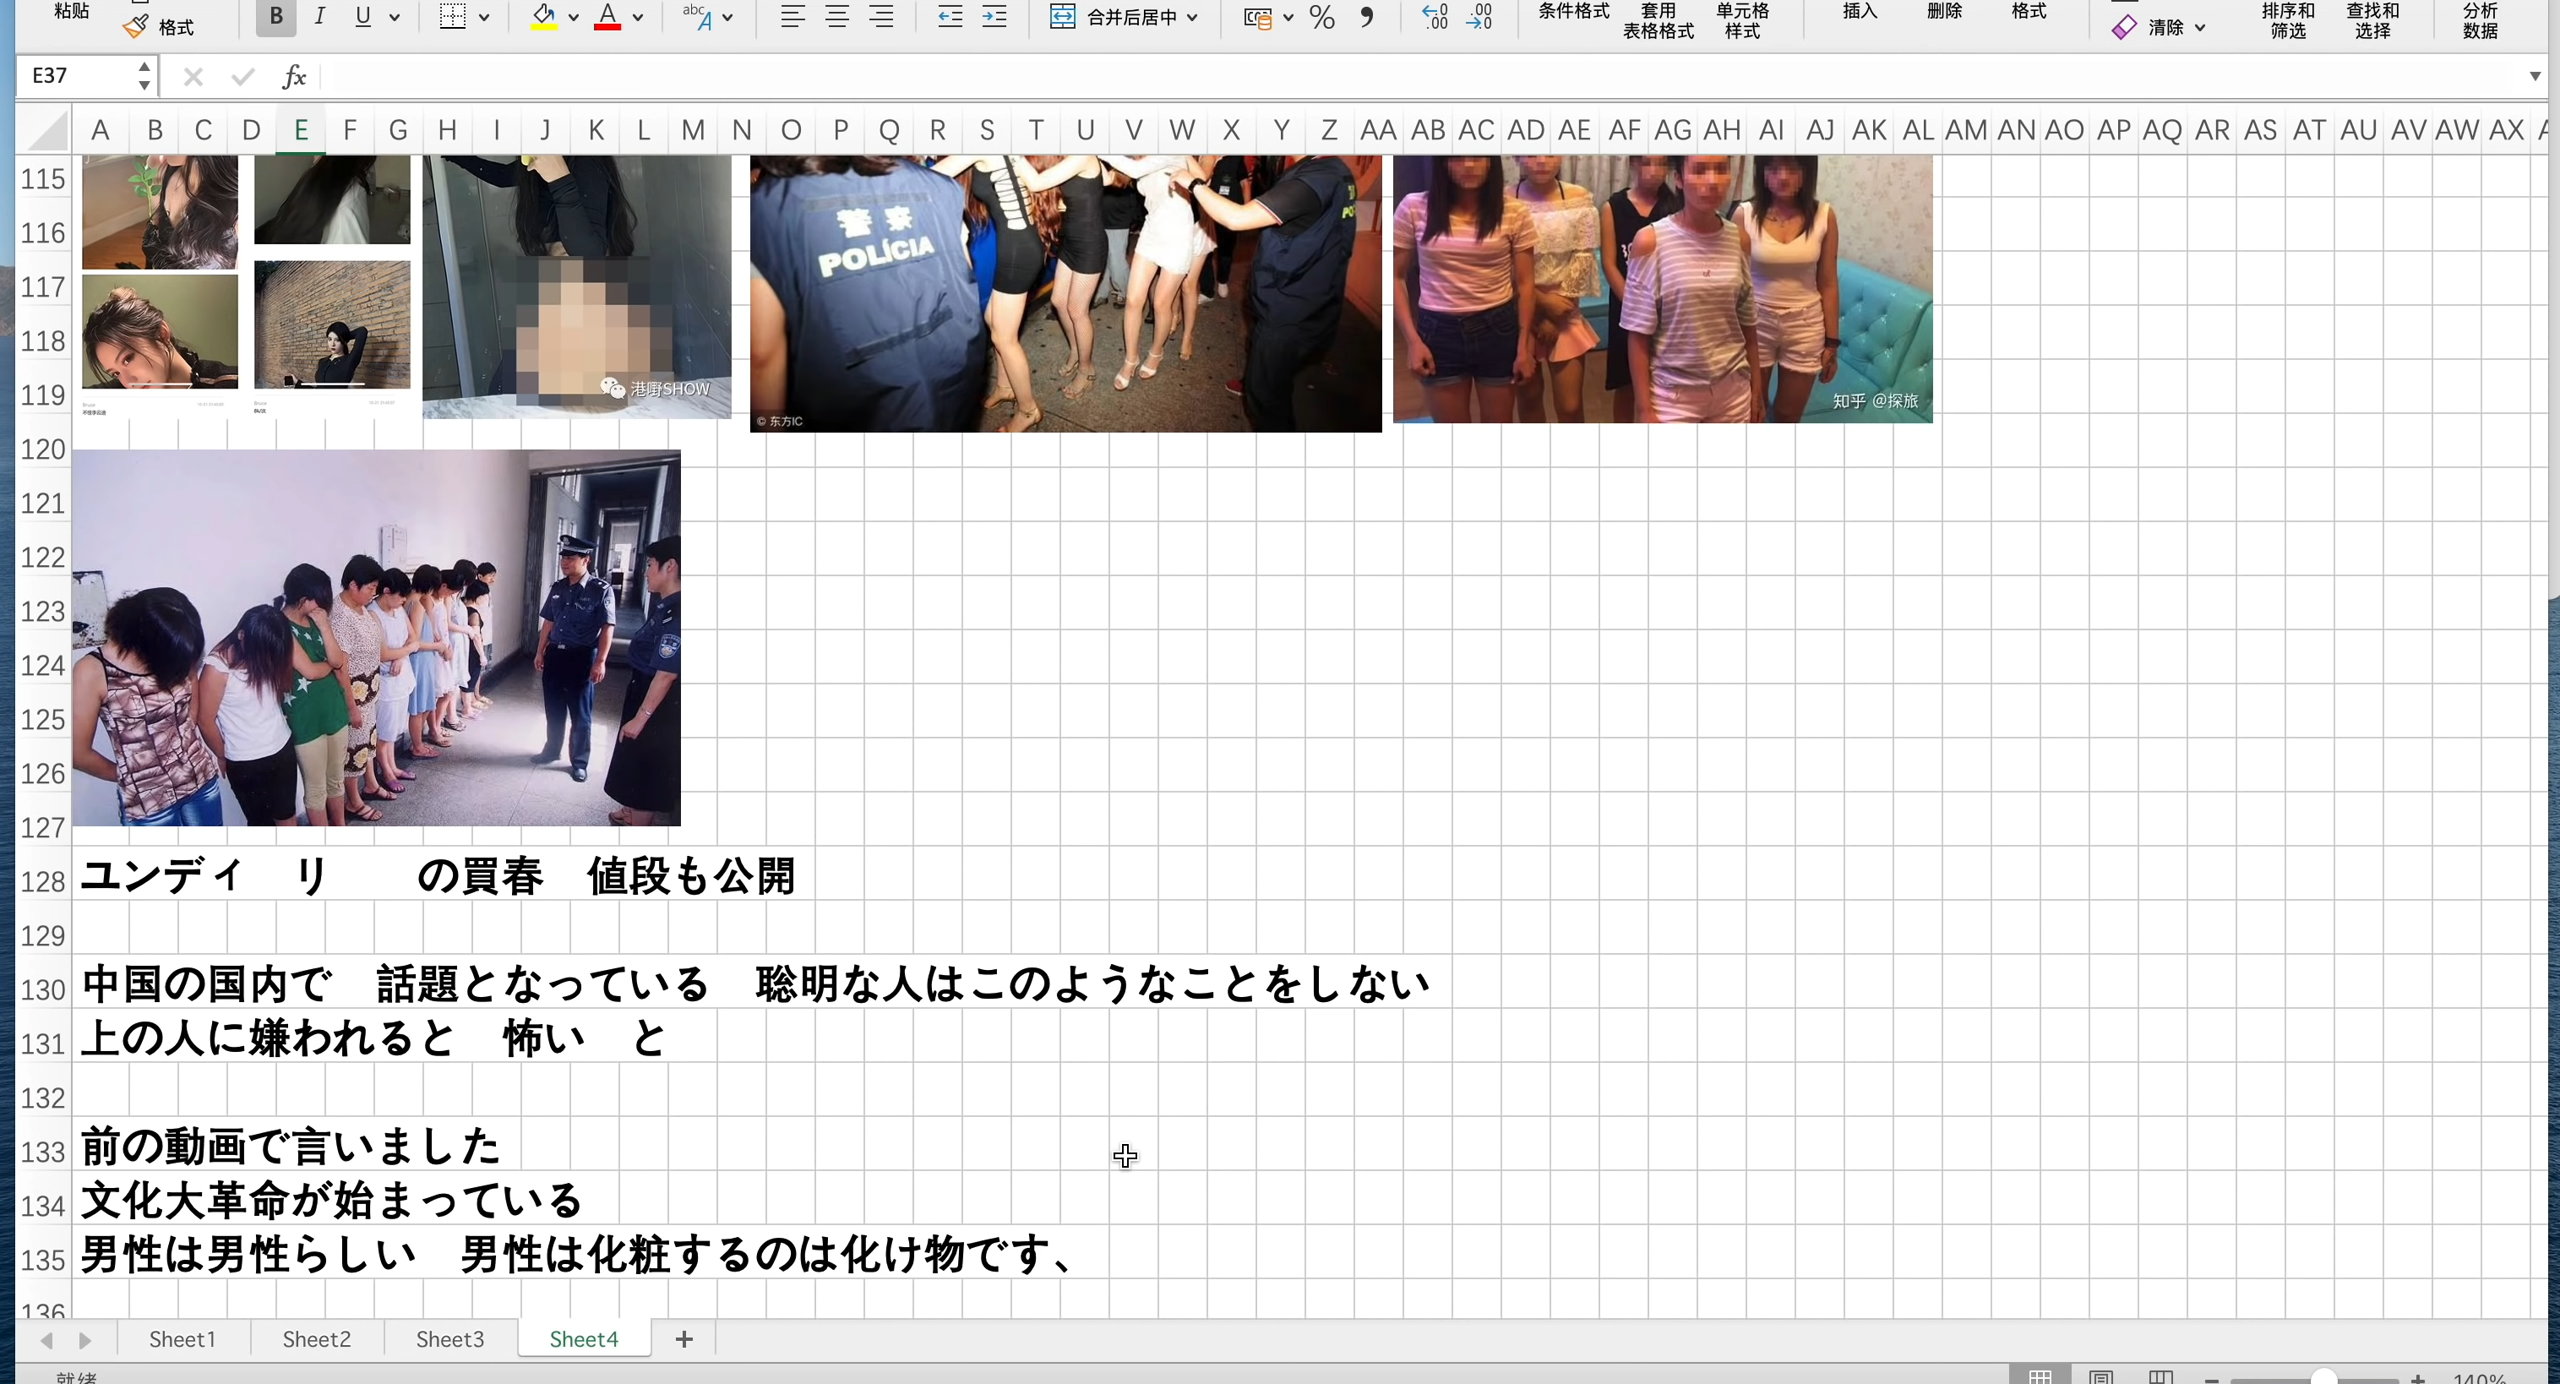 粘贴
格式
B I U
abc A
合并后居中
%
条件格式
套用
表格格式
单元格
样式
插入
删除
格式
清除
排序和
筛选
查找和
选择
分析
数据
E37
fx
A B C D E F G H I J K L M N O P Q R S T U V W X Y Z AA AB AC AD AE AF AG AH AI AJ AK AL AM AN AO AP AQ AR AS AT AU AV AW AX
115
116
117
118
119
警察
POLÍCIA
港嘢SHOW
© 东方IC
知乎 @探旅
120
121
122
123
124
125
126
127
128 ユンディ リ の買春 値段も公開
129
130 中国の国内で 話題となっている 聡明な人はこのようなことをしない
131 上の人に嫌われると 怖い と
132
133 前の動画で言いました
134 文化大革命が始まっている
135 男性は男性らしい 男性は化粧するのは化け物です、
136
Sheet1 Sheet2 Sheet3 Sheet4 +
就绪
140%